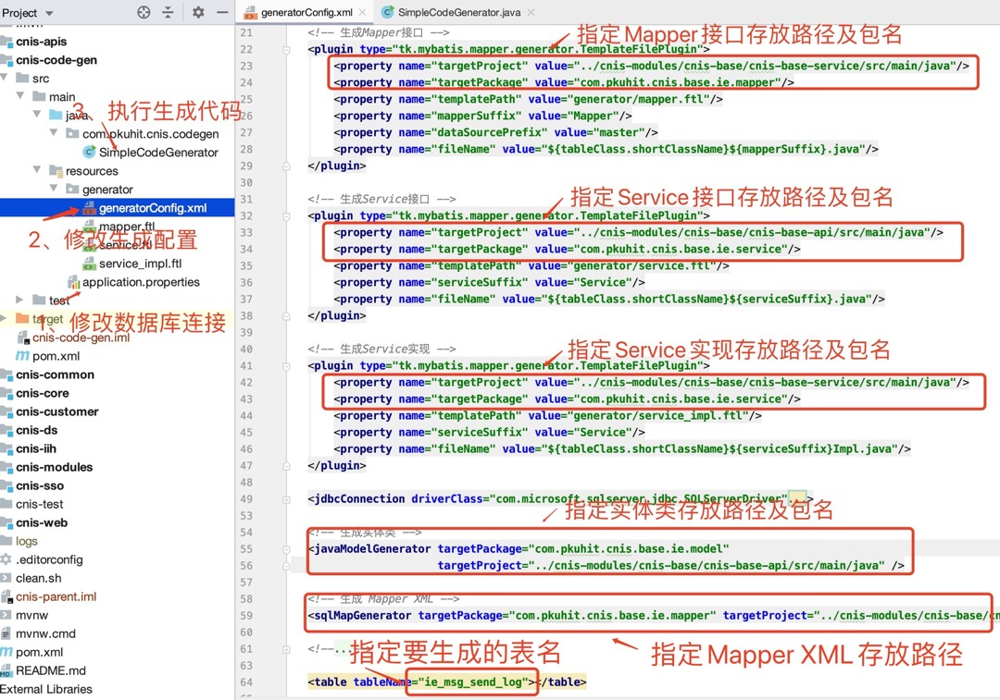 Project
generatorConfig.xml
SimpleCodeGenerator.java
cnis-apis
cnis-code-gen
src
main
java
com.pkuhit.cnis.codegen
SimpleCodeGenerator
resources
generator
generatorConfig.xml
mapper.ftl
service.ftl
service_impl.ftl
application.properties
test
target
cnis-code-gen.iml
pom.xml
cnis-common
cnis-core
cnis-customer
cnis-ds
cnis-iih
cnis-modules
cnis-sso
cnis-test
cnis-web
logs
.editorconfig
clean.sh
cnis-parent.iml
mvnw
mvnw.cmd
pom.xml
README.md
External Libraries
3、执行生成代码
2、修改生成配置
1、修改数据库连接
21 <!-- 生成Mapper接口 -->
指定Mapper接口存放路径及包名
22 <plugin type="tk.mybatis.mapper.generator.TemplateFilePlugin">
23 <property name="targetProject" value="../cnis-modules/cnis-base/cnis-base-service/src/main/java"/>
24 <property name="targetPackage" value="com.pkuhit.cnis.base.ie.mapper"/>
25 <property name="templatePath" value="generator/mapper.ftl"/>
26 <property name="mapperSuffix" value="Mapper"/>
27 <property name="dataSourcePrefix" value="master"/>
28 <property name="fileName" value="${tableClass.shortClassName}${mapperSuffix}.java"/>
29 </plugin>
30
31 <!-- 生成Service接口 -->
指定Service接口存放路径及包名
32 <plugin type="tk.mybatis.mapper.generator.TemplateFilePlugin">
33 <property name="targetProject" value="../cnis-modules/cnis-base/cnis-base-api/src/main/java"/>
34 <property name="targetPackage" value="com.pkuhit.cnis.base.ie.service"/>
35 <property name="templatePath" value="generator/service.ftl"/>
36 <property name="serviceSuffix" value="Service"/>
37 <property name="fileName" value="${tableClass.shortClassName}${serviceSuffix}.java"/>
38 </plugin>
39
40 <!-- 生成Service实现 -->
指定Service实现存放路径及包名
41 <plugin type="tk.mybatis.mapper.generator.TemplateFilePlugin">
42 <property name="targetProject" value="../cnis-modules/cnis-base/cnis-base-service/src/main/java"/>
43 <property name="targetPackage" value="com.pkuhit.cnis.base.ie.service"/>
44 <property name="templatePath" value="generator/service_impl.ftl"/>
45 <property name="serviceSuffix" value="Service"/>
46 <property name="fileName" value="${tableClass.shortClassName}${serviceSuffix}Impl.java"/>
47 </plugin>
48
49 <jdbcConnection driverClass="com.microsoft.sqlserver.jdbc.SQLServerDriver"...>
指定实体类存放路径及包名
53
54 <!-- 生成实体类 -->
55 <javaModelGenerator targetPackage="com.pkuhit.cnis.base.ie.model"
56 targetProject="../cnis-modules/cnis-base/cnis-base-api/src/main/java" />
57
58 <!-- 生成 Mapper XML -->
59 <sqlMapGenerator targetPackage="com.pkuhit.cnis.base.ie.mapper" targetProject="../cnis-modules/cnis-base/cn
60
61 <!--...
指定要生成的表名
指定Mapper XML存放路径
63
64 <table tableName="ie_msg_send_log"></table>